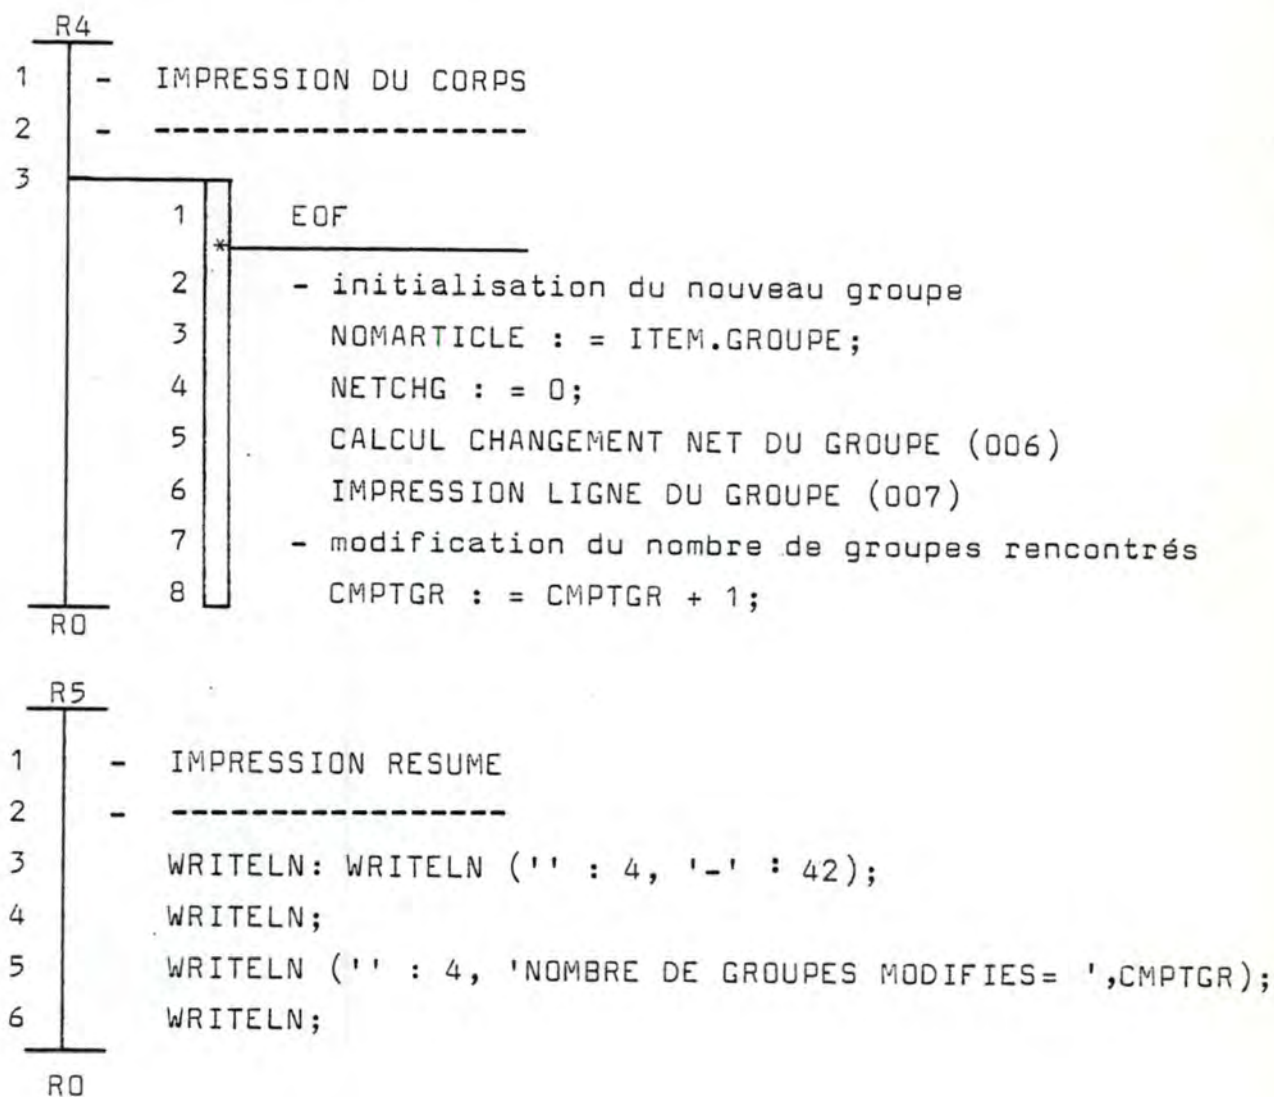 R4
1 - IMPRESSION DU CORPS
2 - --------------------
3
1 EOF
*
2 - initialisation du nouveau groupe
3 NOMARTICLE : = ITEM.GROUPE;
4 NETCHG : = 0;
5 CALCUL CHANGEMENT NET DU GROUPE (006)
6 IMPRESSION LIGNE DU GROUPE (007)
7 - modification du nombre de groupes rencontrés
8 CMPTGR : = CMPTGR + 1;
R0
R5
1 - IMPRESSION RESUME
2 - ------------------
3 WRITELN: WRITELN ('' : 4, '-' : 42);
4 WRITELN;
5 WRITELN ('' : 4, 'NOMBRE DE GROUPES MODIFIES= ',CMPTGR);
6 WRITELN;
R0